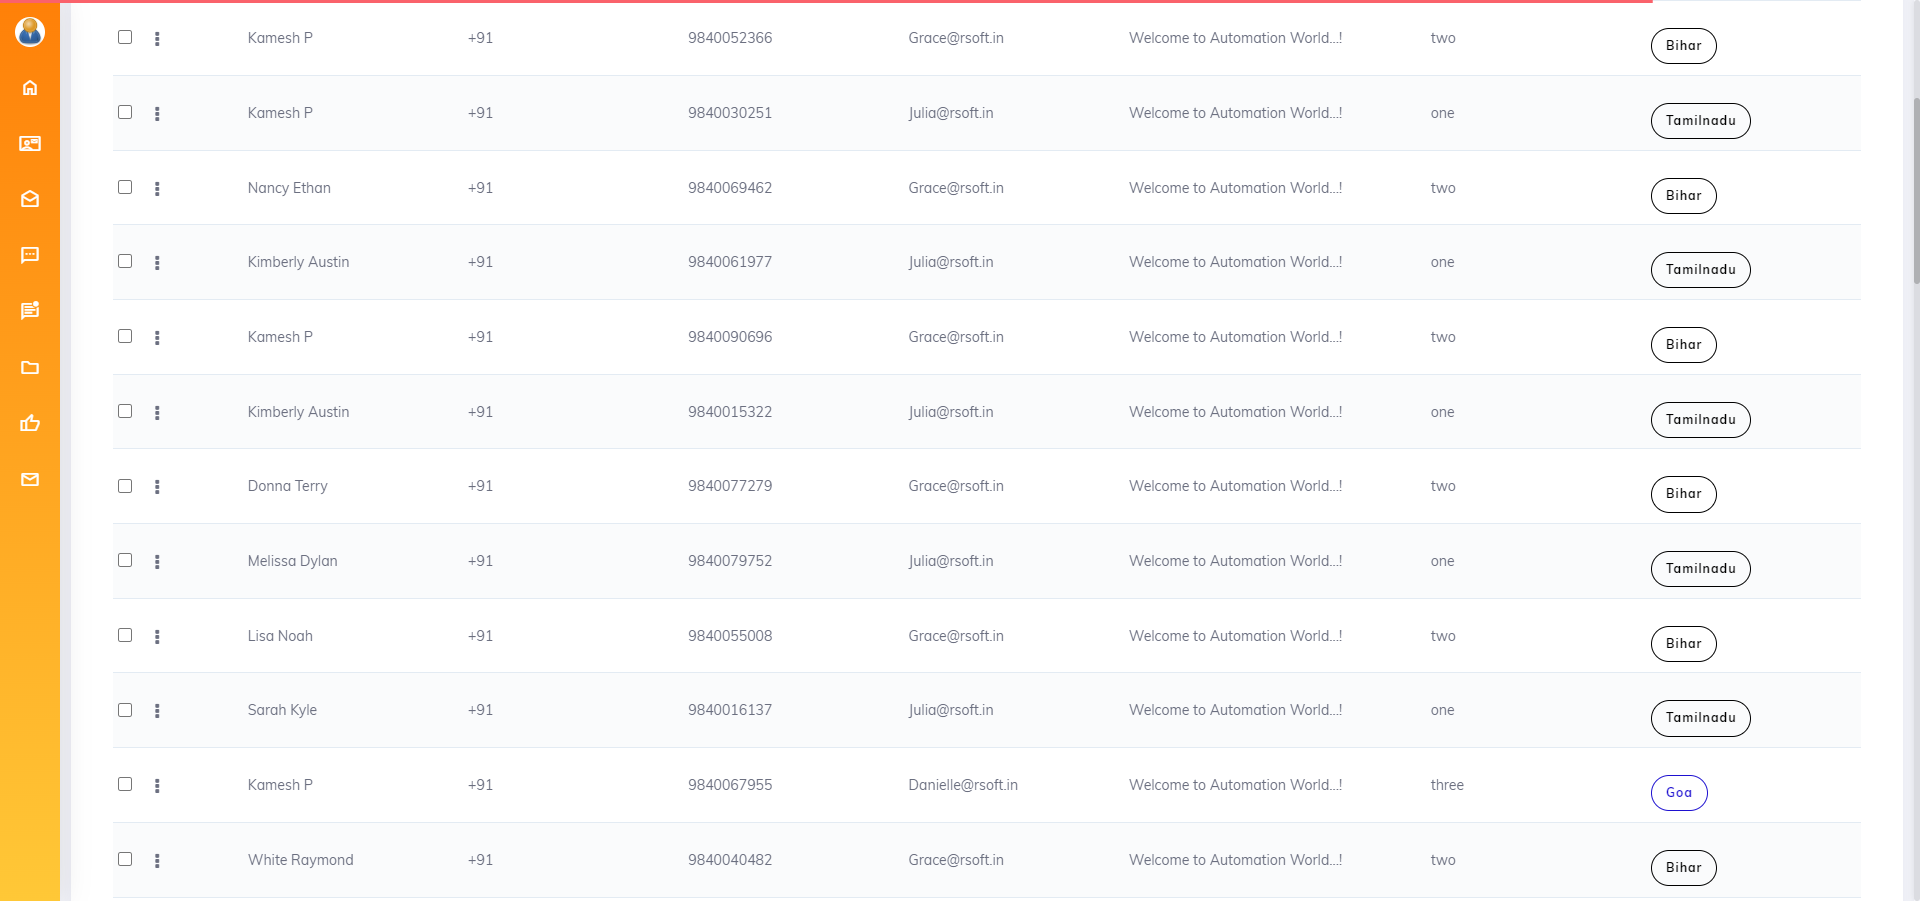 Kamesh P +91 9840052366 Grace@rsoft.in Welcome to Automation World...! two Bihar
Kamesh P +91 9840030251 Julia@rsoft.in Welcome to Automation World...! one Tamilnadu
Nancy Ethan +91 9840069462 Grace@rsoft.in Welcome to Automation World...! two Bihar
Kimberly Austin +91 9840061977 Julia@rsoft.in Welcome to Automation World...! one Tamilnadu
Kamesh P +91 9840090696 Grace@rsoft.in Welcome to Automation World...! two Bihar
Kimberly Austin +91 9840015322 Julia@rsoft.in Welcome to Automation World...! one Tamilnadu
Donna Terry +91 9840077279 Grace@rsoft.in Welcome to Automation World...! two Bihar
Melissa Dylan +91 9840079752 Julia@rsoft.in Welcome to Automation World...! one Tamilnadu
Lisa Noah +91 9840055008 Grace@rsoft.in Welcome to Automation World...! two Bihar
Sarah Kyle +91 9840016137 Julia@rsoft.in Welcome to Automation World...! one Tamilnadu
Kamesh P +91 9840067955 Danielle@rsoft.in Welcome to Automation World...! three Goa
White Raymond +91 9840040482 Grace@rsoft.in Welcome to Automation World...! two Bihar